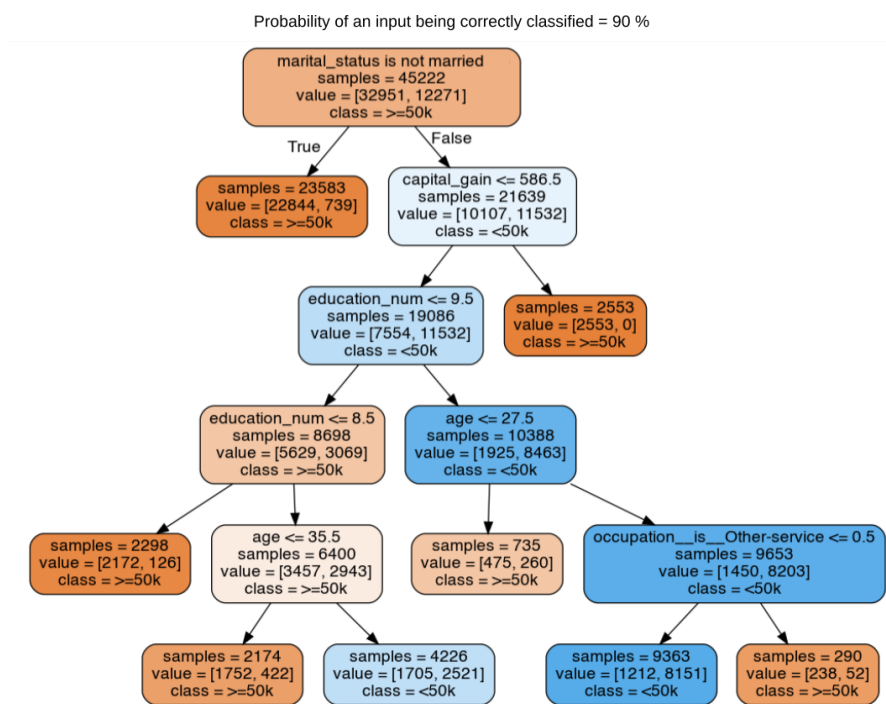 Probability of an input being correctly classified = 90 %
marital_status is not married
samples = 45222
value = [32951, 12271]
class = >=50k
True
False
samples = 23583
value = [22844, 739]
class = >=50k
capital_gain <= 586.5
samples = 21639
value = [10107, 11532]
class = <50k
education_num <= 9.5
samples = 19086
value = [7554, 11532]
class = <50k
samples = 2553
value = [2553, 0]
class = >=50k
education_num <= 8.5
samples = 8698
value = [5629, 3069]
class = >=50k
age <= 27.5
samples = 10388
value = [1925, 8463]
class = <50k
samples = 2298
value = [2172, 126]
class = >=50k
age <= 35.5
samples = 6400
value = [3457, 2943]
class = >=50k
samples = 735
value = [475, 260]
class = >=50k
occupation__is__Other-service <= 0.5
samples = 9653
value = [1450, 8203]
class = <50k
samples = 2174
value = [1752, 422]
class = >=50k
samples = 4226
value = [1705, 2521]
class = <50k
samples = 9363
value = [1212, 8151]
class = <50k
samples = 290
value = [238, 52]
class = >=50k